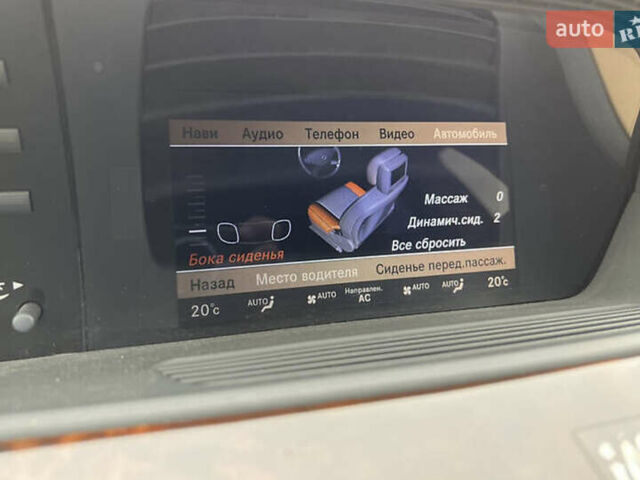 auto
RI
Нави Аудио Телефон Видео Автомобиль
Массаж 0
Динамич.сид. 2
Все сбросить
Бока сиденья
Назад Место водителя Сиденье перед.пассаж.
20°c AUTO AUTO Направлен. AUTO AUTO 20°c
AC